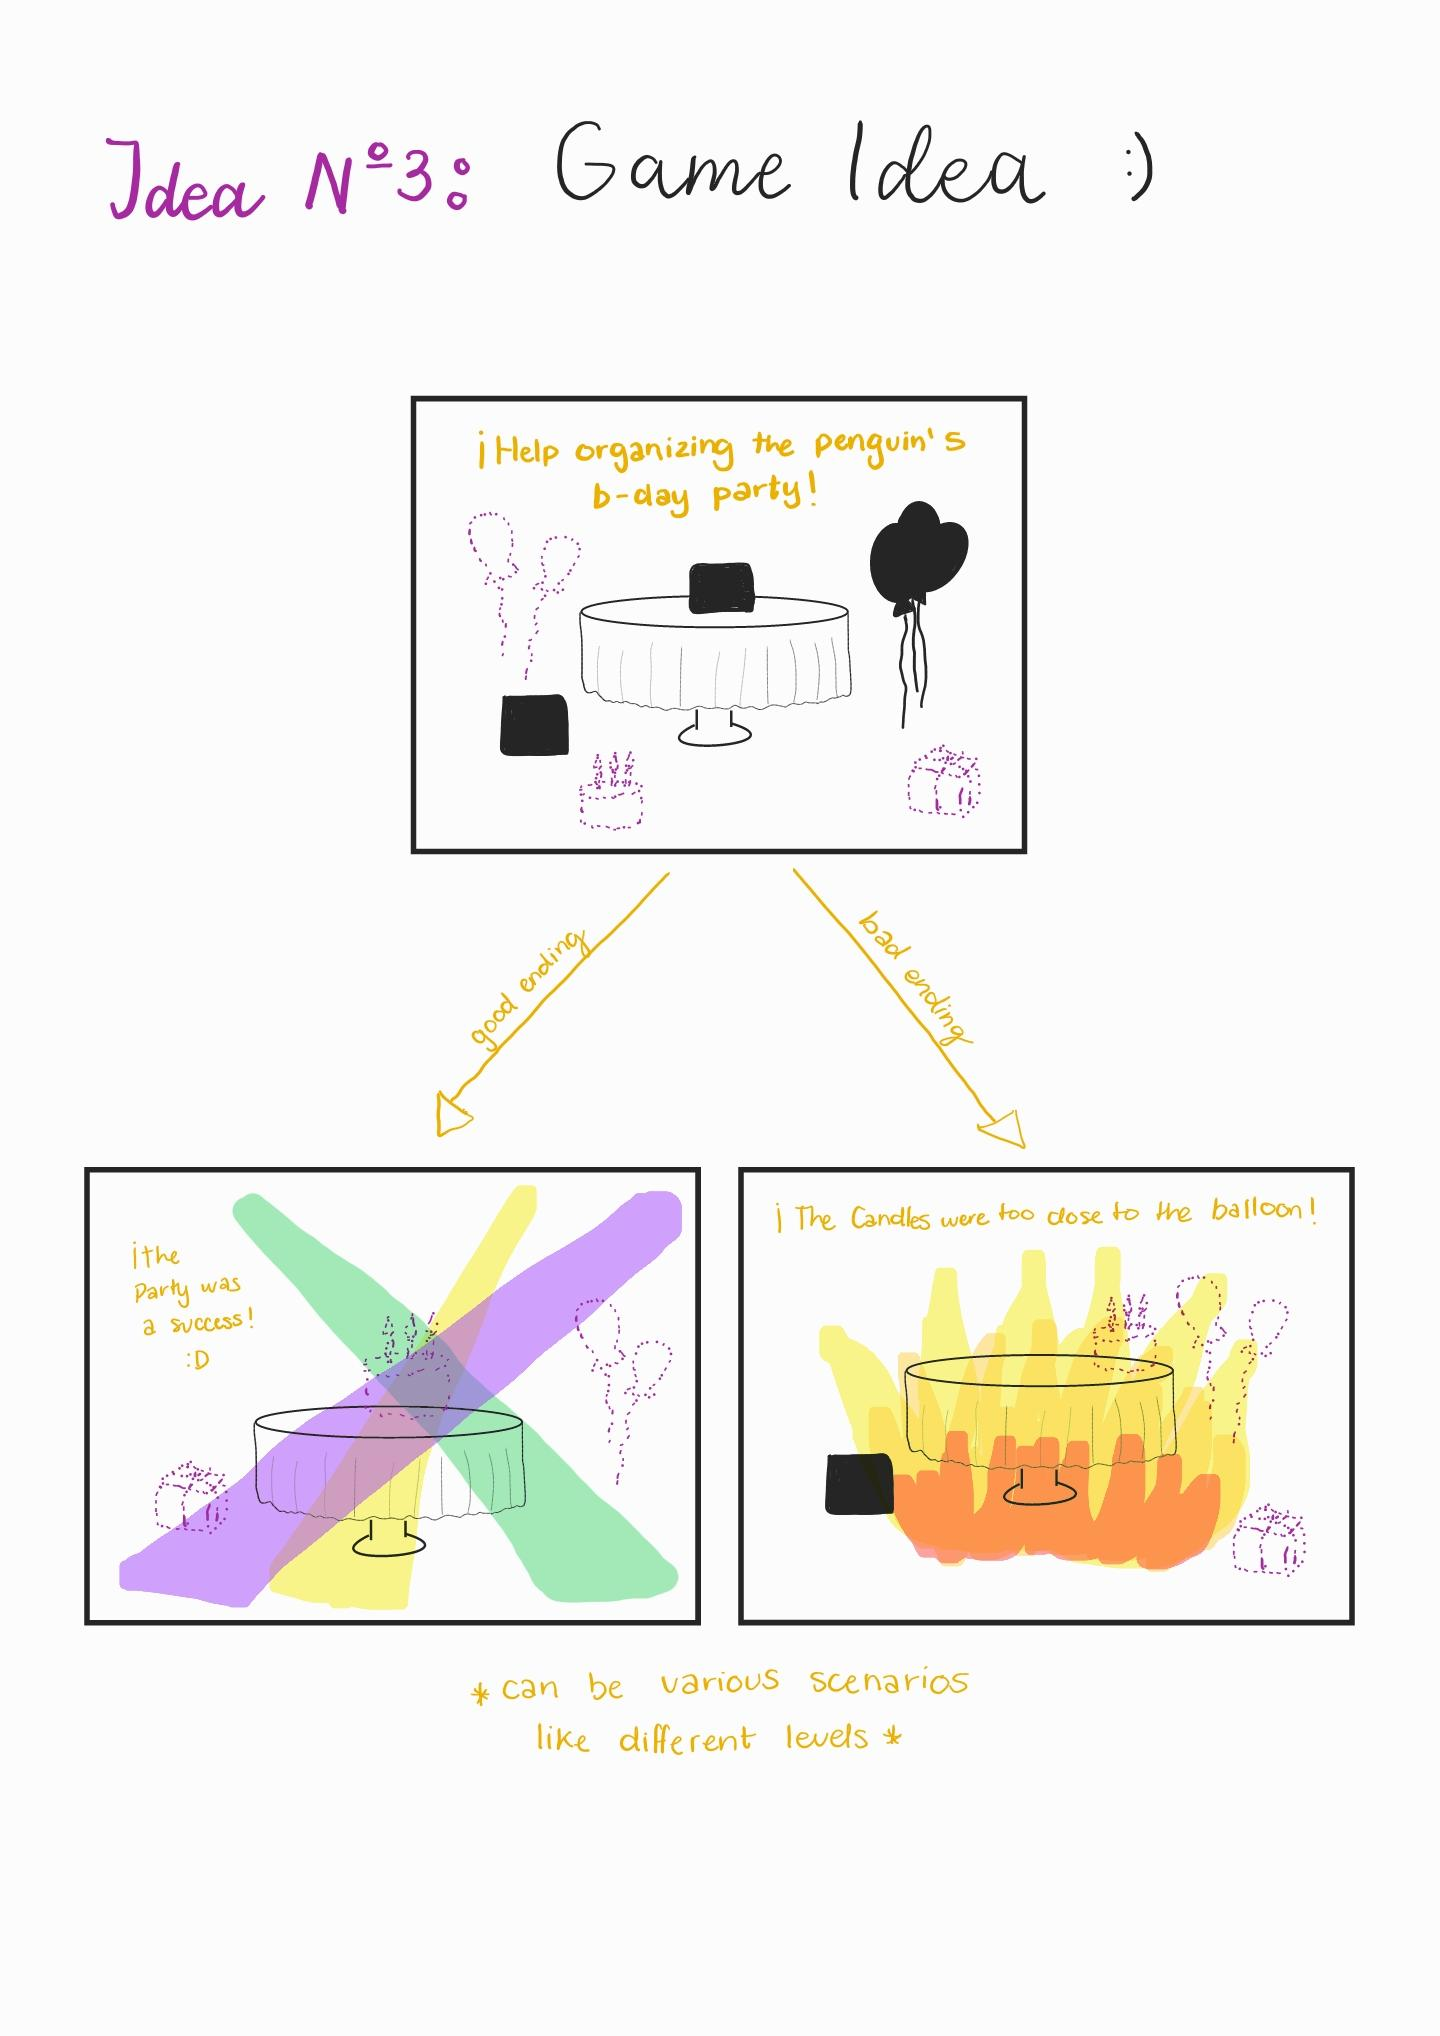 Idea Nº3: Game Idea :)
¡Help organizing the penguin's
b-day party!
good ending
bad ending
¡the
Party was
a success!
:D
¡The Candles were too close to the balloon!
*can be various scenarios
like different levels*